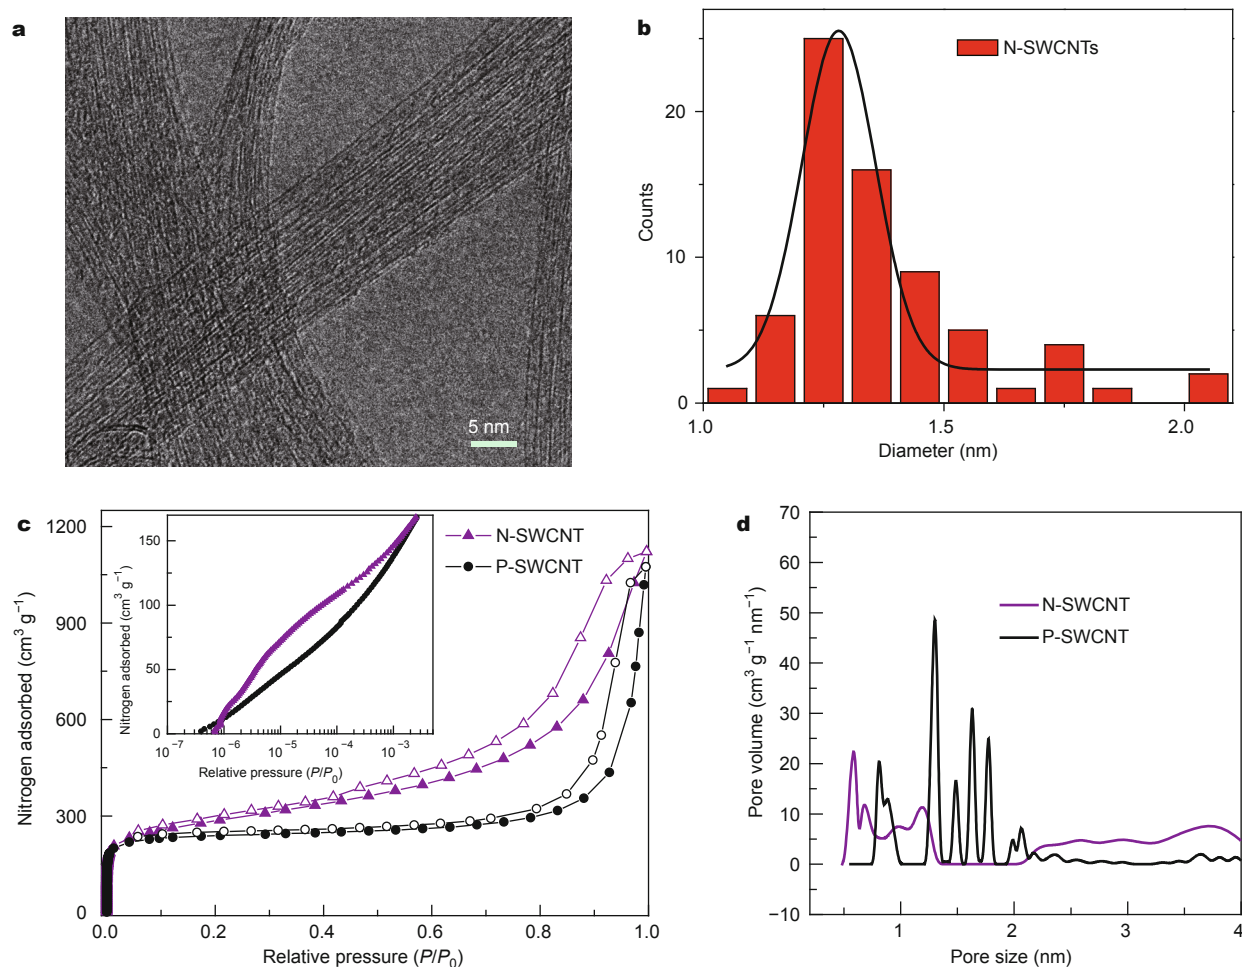 a
5 nm
b
N-SWCNTs
Counts
20
10
0
1.0
1.5
2.0
Diameter (nm)
c
Nitrogen adsorbed (cm³ g⁻¹)
1200
900
600
300
0
0.0
0.2
0.4
0.6
0.8
1.0
Relative pressure (P/P₀)
N-SWCNT
P-SWCNT
Nitrogen adsorbed (cm³ g⁻¹)
150
100
50
0
10⁻⁷
10⁻⁶
10⁻⁵
10⁻⁴
10⁻³
Relative pressure (P/P₀)
d
Pore volume (cm³ g⁻¹ nm⁻¹)
70
60
50
40
30
20
10
0
−10
1
2
3
4
Pore size (nm)
N-SWCNT
P-SWCNT